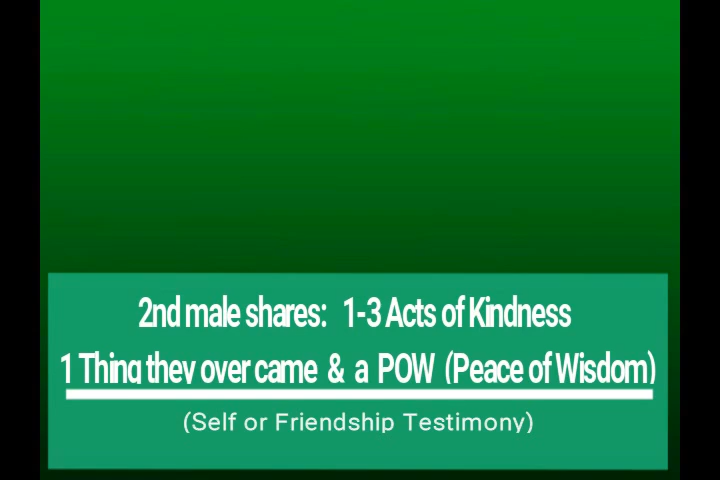 2nd male shares: 1-3 Acts of Kindness
1 Thing they over came & a POW (Peace of Wisdom)
(Self or Friendship Testimony)